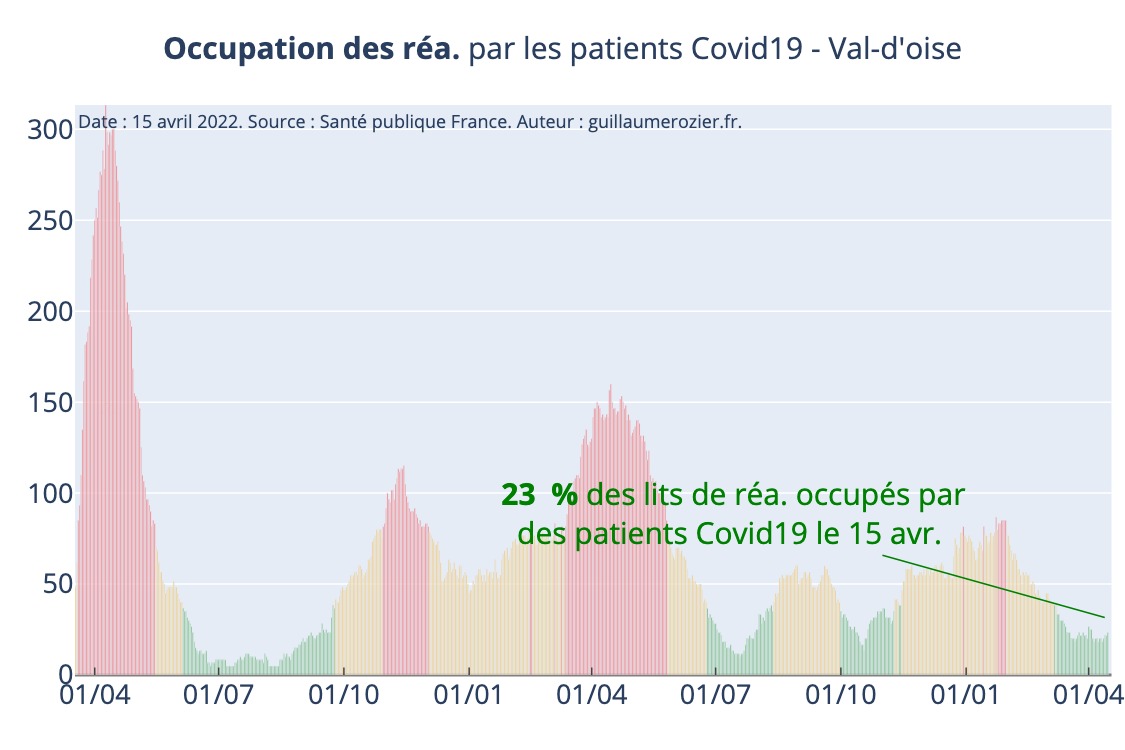 Occupation des réa. par les patients Covid19 - Val-d'oise
Date : 15 avril 2022. Source : Santé publique France. Auteur : guillaumerozier.fr.
300
250
200
150
100
50
0
23 % des lits de réa. occupés par
des patients Covid19 le 15 avr.
01/04 01/07 01/10 01/01 01/04 01/07 01/10 01/01 01/04